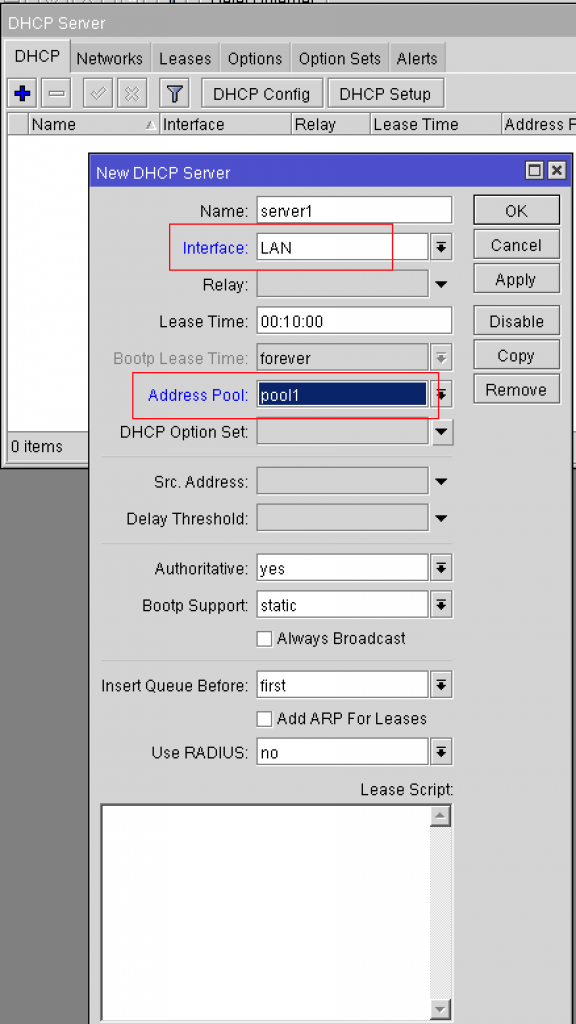 DHCP Server
DHCP Networks Leases Options Option Sets Alerts
DHCP Config DHCP Setup
Name Interface Relay Lease Time Address
New DHCP Server
Name: server1 OK
Interface: LAN Cancel
Relay: Apply
Lease Time: 00:10:00 Disable
Bootp Lease Time: forever Copy
Address Pool: pool1 Remove
DHCP Option Set:
0 items
Src. Address:
Delay Threshold:
Authoritative: yes
Bootp Support: static
Always Broadcast
Insert Queue Before: first
Add ARP For Leases
Use RADIUS: no
Lease Script: